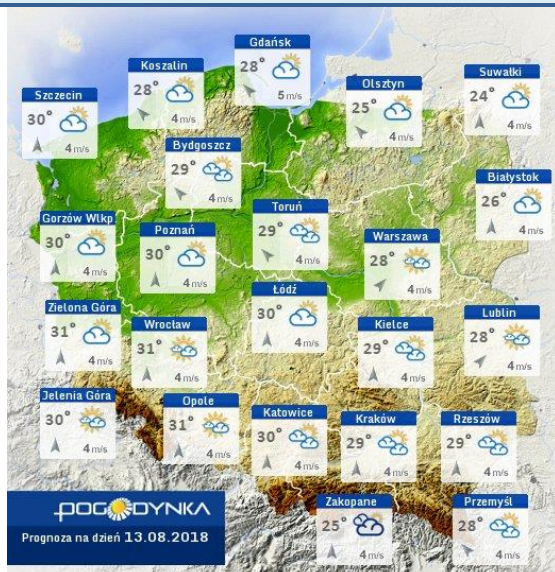 Gdańsk
28° 5 m/s
Koszalin
28° 4 m/s
Suwałki
24° 4 m/s
Olsztyn
25° 4 m/s
Szczecin
30° 4 m/s
Bydgoszcz
29° 4 m/s
Białystok
26° 4 m/s
Toruń
29° 4 m/s
Gorzów Wlkp
30° 4 m/s
Poznań
30° 4 m/s
Warszawa
28° 4 m/s
Łódź
30° 4 m/s
Zielona Góra
31° 4 m/s
Wrocław
31° 4 m/s
Kielce
29° 4 m/s
Lublin
28° 4 m/s
Jelenia Góra
30° 4 m/s
Opole
31° 4 m/s
Katowice
30° 4 m/s
Kraków
29° 4 m/s
Rzeszów
29° 4 m/s
Zakopane
25° 4 m/s
Przemyśl
28° 4 m/s
POGODYNKA
Prognoza na dzień 13.08.2018